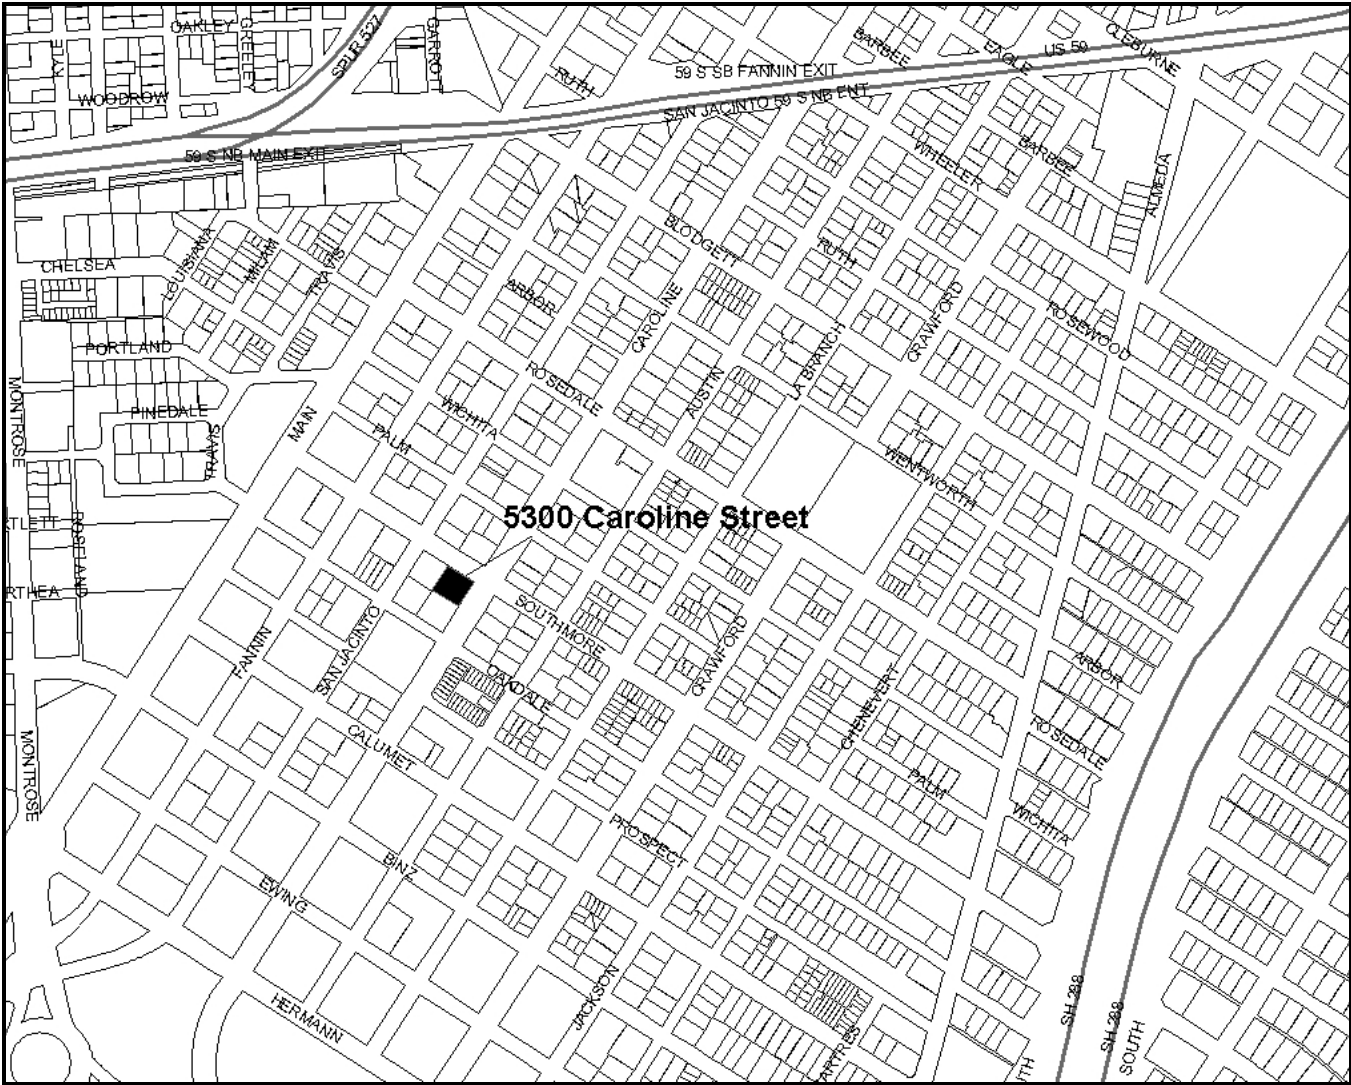 OAKLEY
GREELEY
GARROTT
SPUR 527
WOODROW
RUTH
BARBEE
EAGLE
US 59
CLEBURNE
59 S SB FANNIN EXIT
SAN JACINTO 59 S NB ENT
59 S NB MAIN EXIT
WHEELER
BARBEE
ALMEDA
BLODGETT
RUTH
LOUISIANA
MILAM
TRAVIS
CHELSEA
ARBOR
CAROLINE
CRAWFORD
ROSEWOOD
LA BRANCH
PORTLAND
ROSEDALE
AUSTIN
MONTROSE
PINEDALE
MAIN
WICHITA
PALM
TRAVIS
WENTWORTH
5300 Caroline Street
RTLETT
ROSELAND
RTHEA
SOUTHMORE
SAN JACINTO
FANNIN
CRAWFORD
ARBOR
OAKDALE
CHENEVERT
ROSEDALE
MONTROSE
CALUMET
PALM
WICHITA
PROSPECT
BINZ
EWING
JACKSON
HERMANN
SH 288
SH 288
SOUTH
ARTRES
UTH